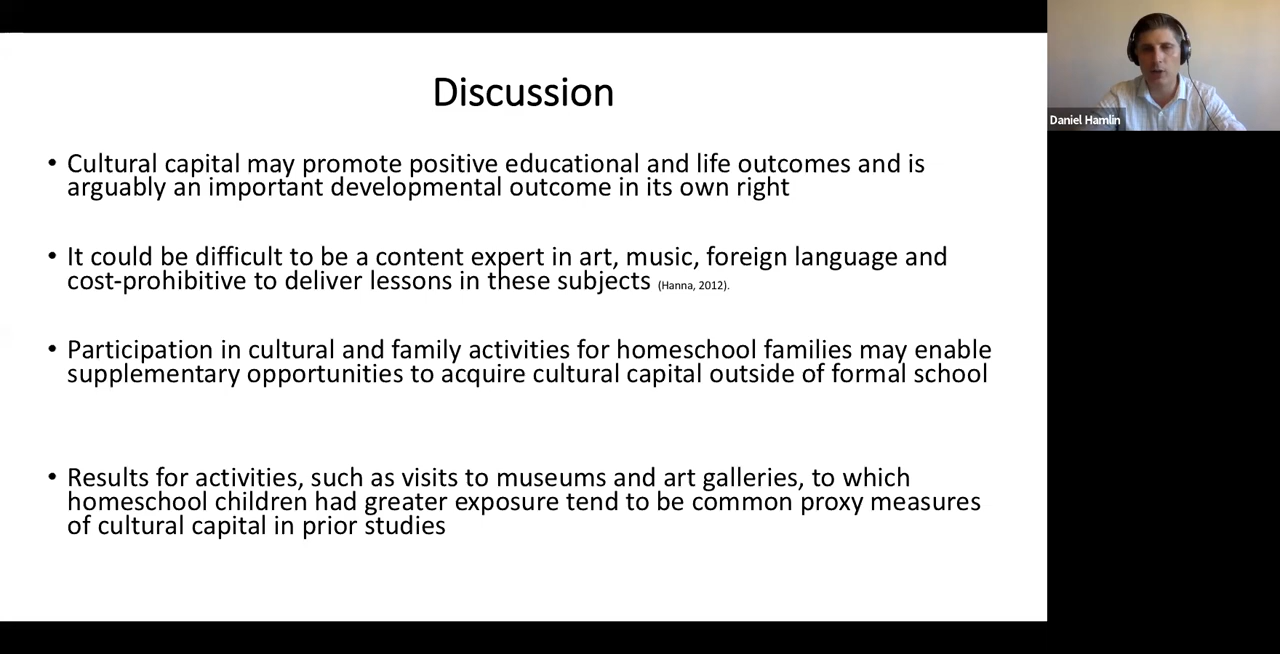 Discussion
• Cultural capital may promote positive educational and life outcomes and is
arguably an important developmental outcome in its own right
• It could be difficult to be a content expert in art, music, foreign language and
cost-prohibitive to deliver lessons in these subjects (Hanna, 2012).
• Participation in cultural and family activities for homeschool families may enable
supplementary opportunities to acquire cultural capital outside of formal school
• Results for activities, such as visits to museums and art galleries, to which
homeschool children had greater exposure tend to be common proxy measures
of cultural capital in prior studies
Daniel Hamlin